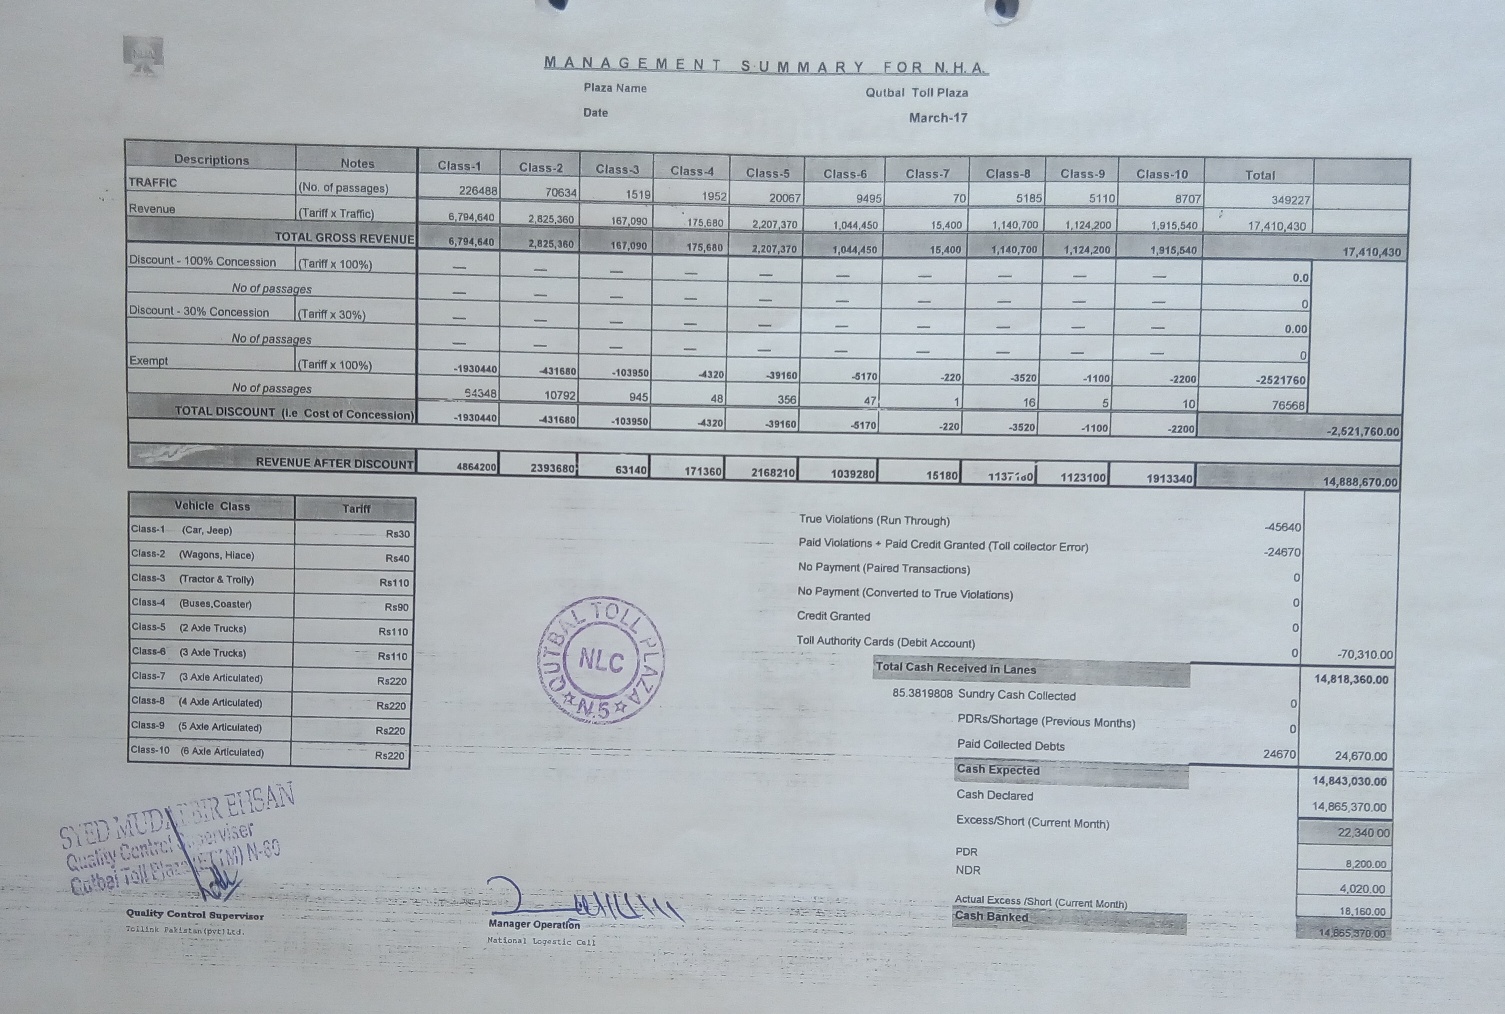 NHA
MANAGEMENT SUMMARY FOR N.H.A.
Plaza Name Qutbal Toll Plaza
Date March-17
Descriptions Notes Class-1 Class-2 Class-3 Class-4 Class-5 Class-6 Class-7 Class-8 Class-9 Class-10 Total
TRAFFIC (No. of passages) 226488 70634 1519 1952 20067 9495 70 5185 5110 8707 349227
Revenue (Tariff x Traffic) 6,794,640 2,825,360 167,090 175,680 2,207,370 1,044,450 15,400 1,140,700 1,124,200 1,915,540 17,410,430
TOTAL GROSS REVENUE 6,794,640 2,825,360 167,090 175,680 2,207,370 1,044,450 15,400 1,140,700 1,124,200 1,915,540 17,410,430
Discount - 100% Concession (Tariff x 100%) — — — — — — — — — — 0.0
No of passages — — — — — — — — — — 0
Discount - 30% Concession (Tariff x 30%) — — — — — — — — — — 0.00
No of passages — — — — — — — — — — 0
Exempt (Tariff x 100%) -1930440 -431680 -103950 -4320 -39160 -5170 -220 -3520 -1100 -2200 -2521760
No of passages 64348 10792 945 48 356 47 1 16 5 10 76568
TOTAL DISCOUNT (i.e Cost of Concession) -1930440 -431680 -103950 -4320 -39160 -5170 -220 -3520 -1100 -2200 -2,521,760.00
REVENUE AFTER DISCOUNT 4864200 2393680 63140 171360 2168210 1039280 15180 1137180 1123100 1913340 14,888,670.00
Vehicle Class Tariff
Class-1 (Car, Jeep) Rs30
Class-2 (Wagons, Hiace) Rs40
Class-3 (Tractor & Trolly) Rs110
Class-4 (Buses,Coaster) Rs90
Class-5 (2 Axle Trucks) Rs110
Class-6 (3 Axle Trucks) Rs110
Class-7 (3 Axle Articulated) Rs220
Class-8 (4 Axle Articulated) Rs220
Class-9 (5 Axle Articulated) Rs220
Class-10 (6 Axle Articulated) Rs220
QUTBAL TOLL PLAZA
NLC
N.5
True Violations (Run Through) -45640
Paid Violations + Paid Credit Granted (Toll collector Error) -24670
No Payment (Paired Transactions) 0
No Payment (Converted to True Violations) 0
Credit Granted 0
Toll Authority Cards (Debit Account) 0 -70,310.00
Total Cash Received in Lanes 14,818,360.00
85.3819808 Sundry Cash Collected 0
PDRs/Shortage (Previous Months) 0
Paid Collected Debts 24670 24,670.00
Cash Expected 14,843,030.00
Cash Declared 14,865,370.00
Excess/Short (Current Month) 22,340.00
PDR 8,200.00
NDR 4,020.00
Actual Excess /Short (Current Month) 18,160.00
Cash Banked 14,865,370.00
SYED MUDABBIR EHSAN
Quality Control Superviser
Qutbal Toll Plaza (ETTM) N-80
Quality Control Supervisor
Tollink Pakistan(pvt)Ltd.
Manager Operation
National Logestic Cell